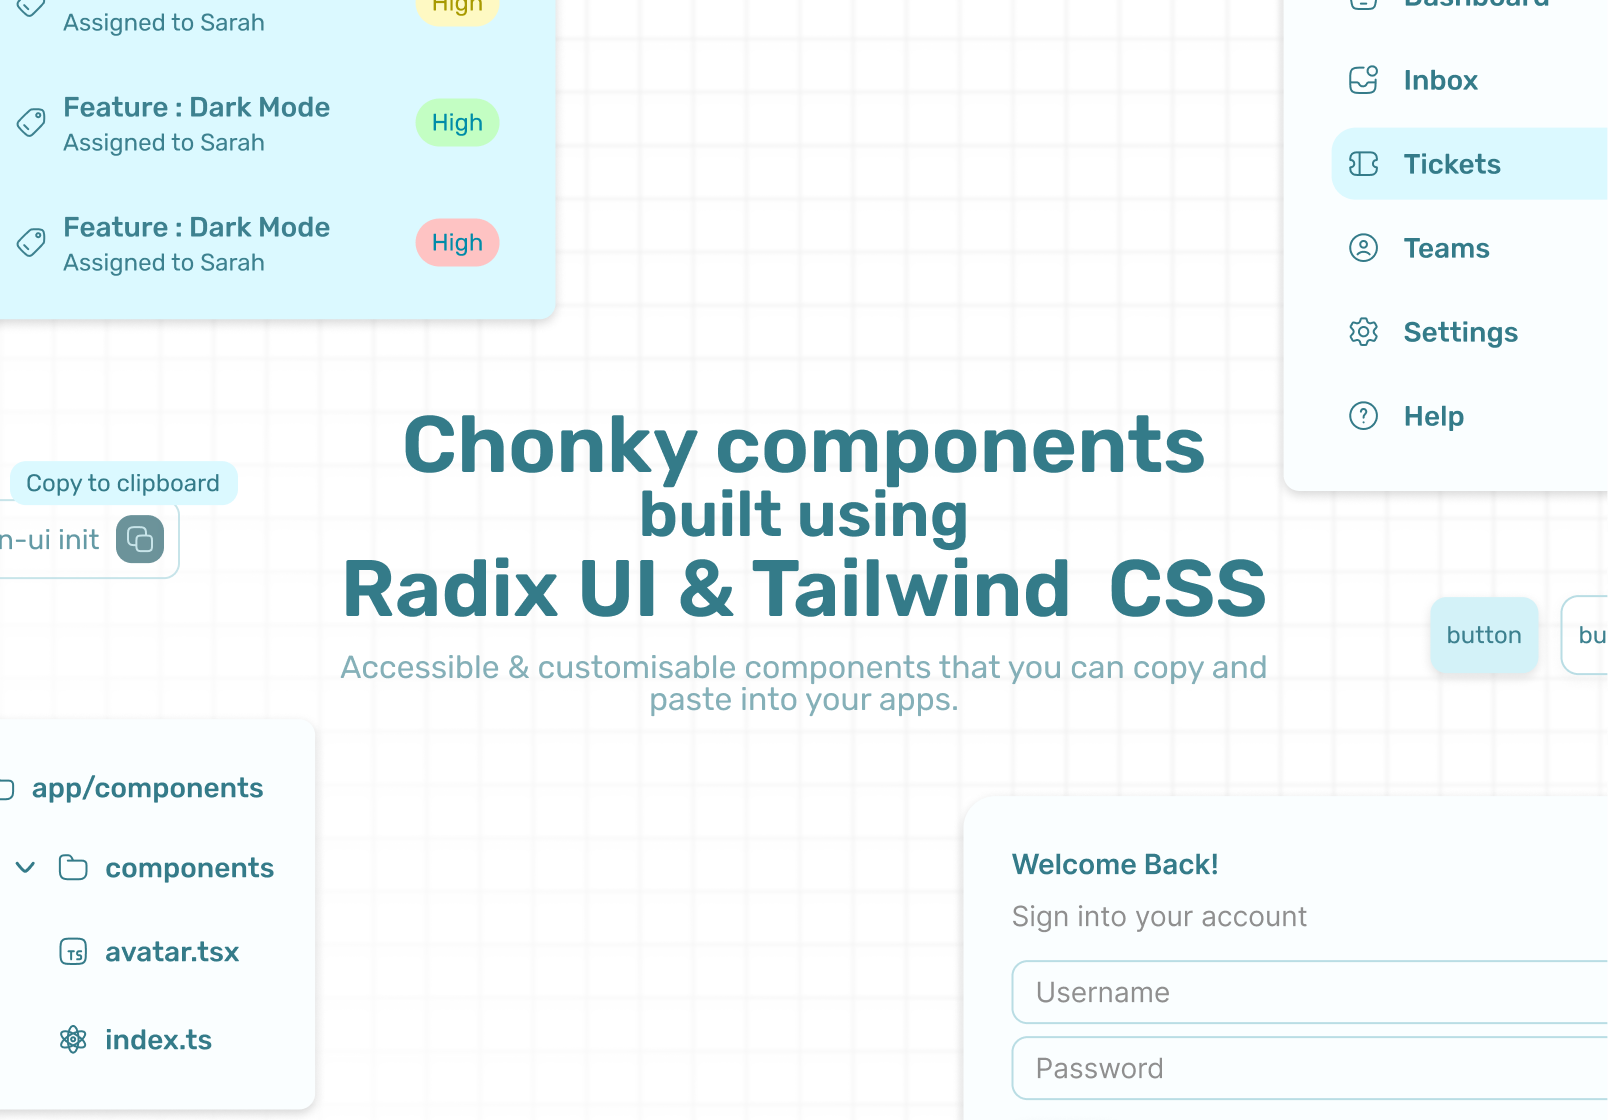 High
Assigned to Sarah
Feature : Dark Mode
High
Assigned to Sarah
Feature : Dark Mode
High
Assigned to Sarah
Dashboard
Inbox
Tickets
Teams
Settings
Help
Chonky components
built using
Radix UI & Tailwind CSS
Accessible & customisable components that you can copy and
paste into your apps.
Copy to clipboard
n-ui init
button
bu
app/components
components
TS avatar.tsx
index.ts
Welcome Back!
Sign into your account
Username
Password